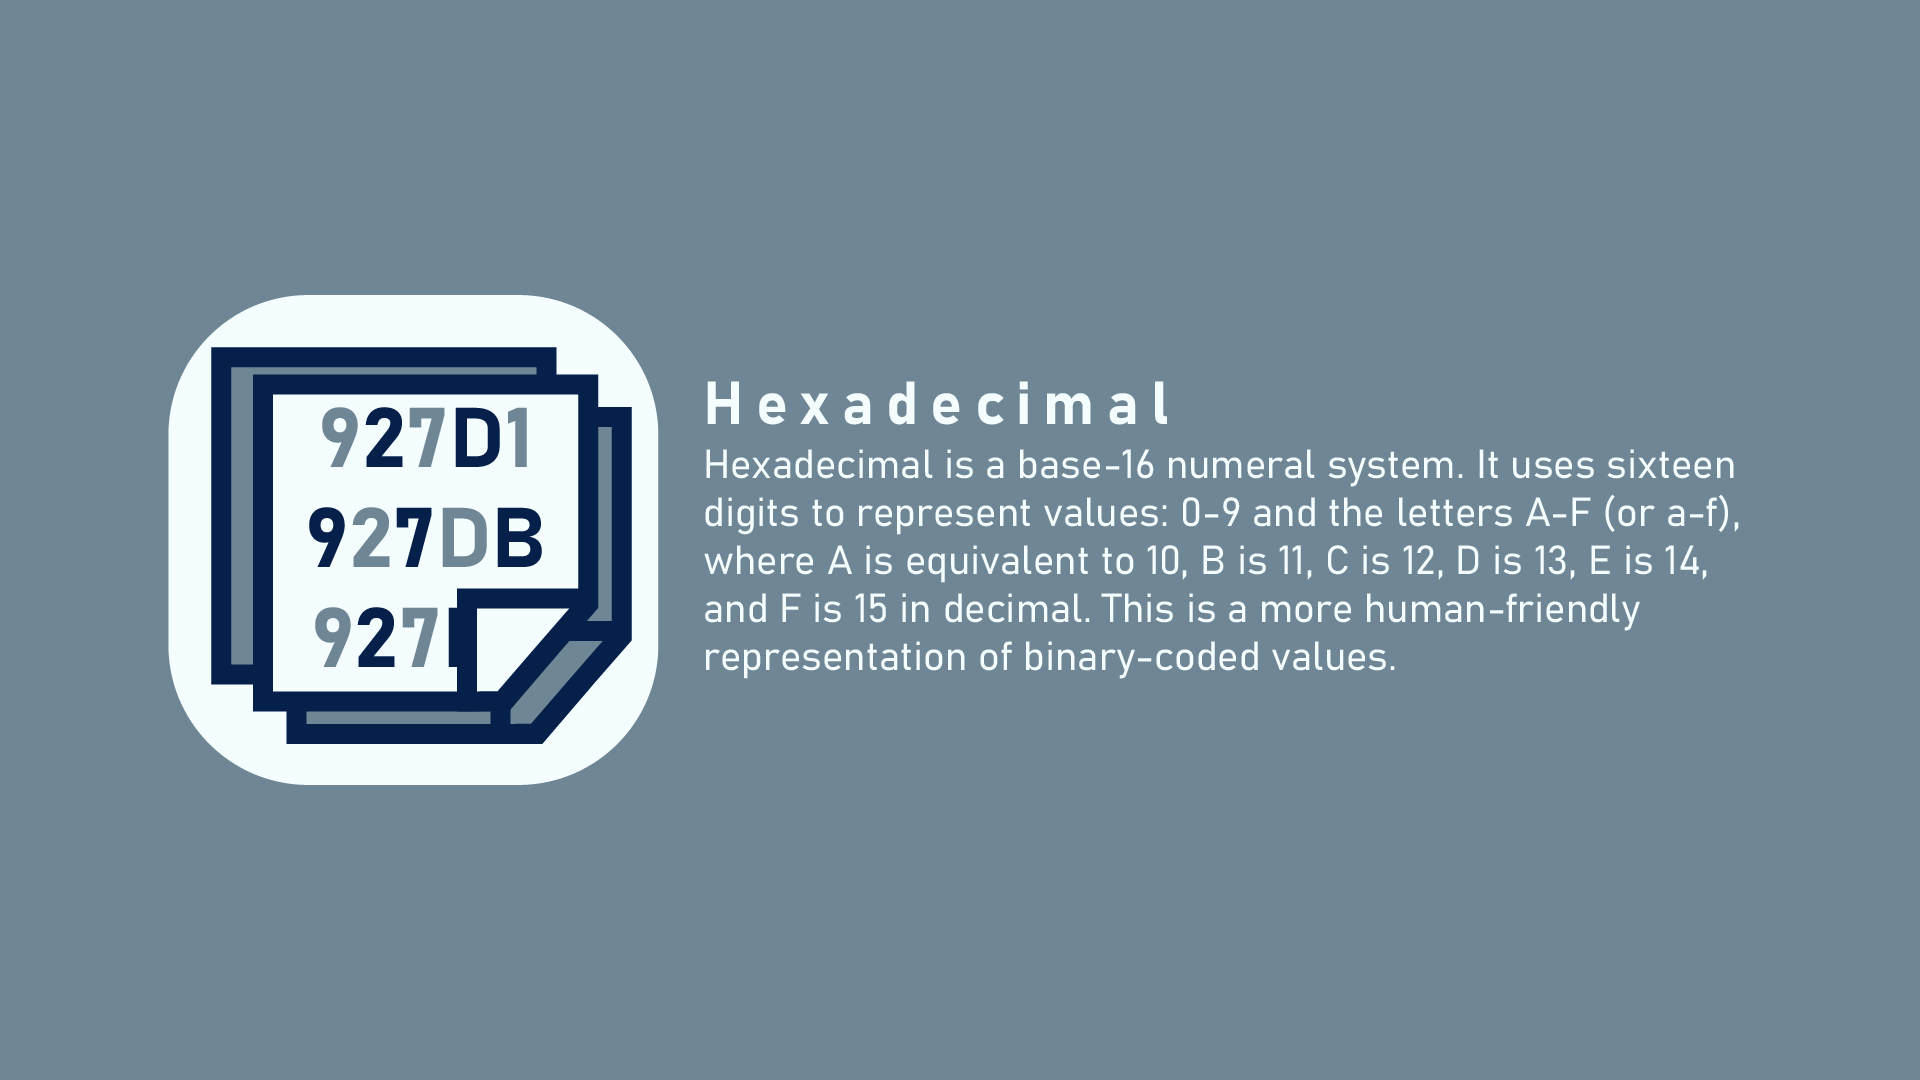 927D1
927DB
927
Hexadecimal
Hexadecimal is a base-16 numeral system. It uses sixteen
digits to represent values: 0-9 and the letters A-F (or a-f),
where A is equivalent to 10, B is 11, C is 12, D is 13, E is 14,
and F is 15 in decimal. This is a more human-friendly
representation of binary-coded values.